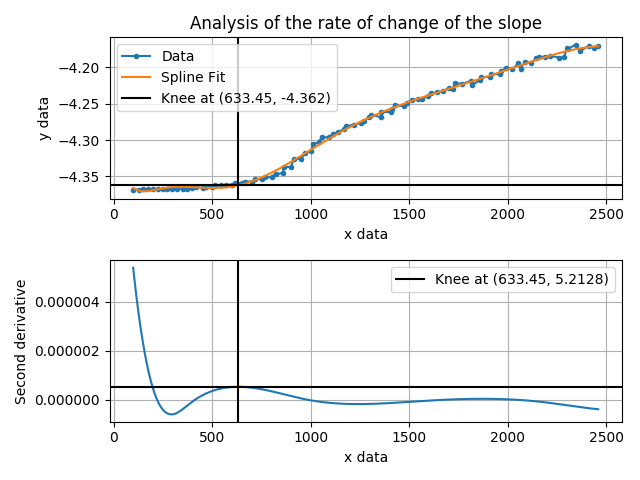 Analysis of the rate of change of the slope
Data
Spline Fit
Knee at (633.45, -4.362)
−4.20
−4.25
−4.30
−4.35
y data
0 500 1000 1500 2000 2500
x data
Knee at (633.45, 5.2128)
0.000004
0.000002
0.000000
Second derivative
0 500 1000 1500 2000 2500
x data